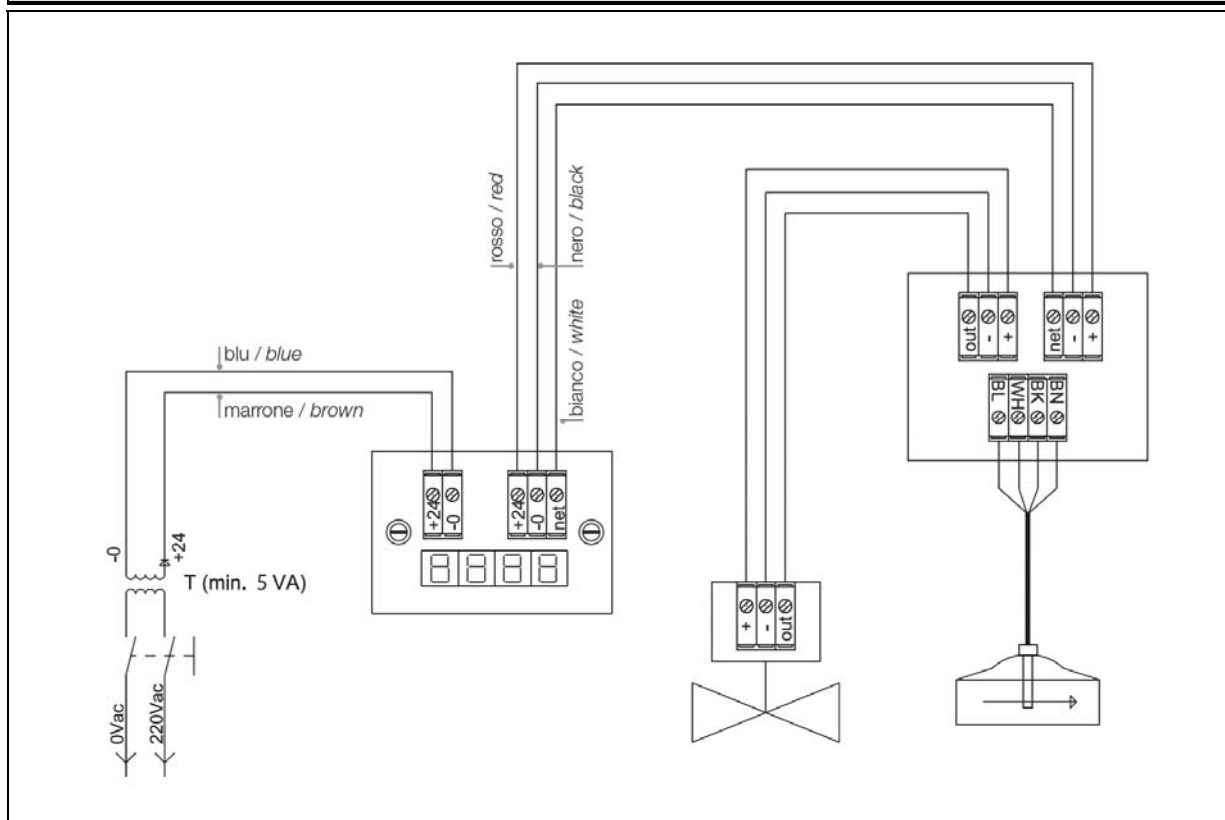 rosso / red
nero / black
bianco / white
blu / blue
marrone / brown
-0
+24
T (min. 5 VA)
0Vac
220Vac
+24
-0
+24
-0
net
8888
out
-
+
net
-
+
BL
WH
BK
BN
+
-
out